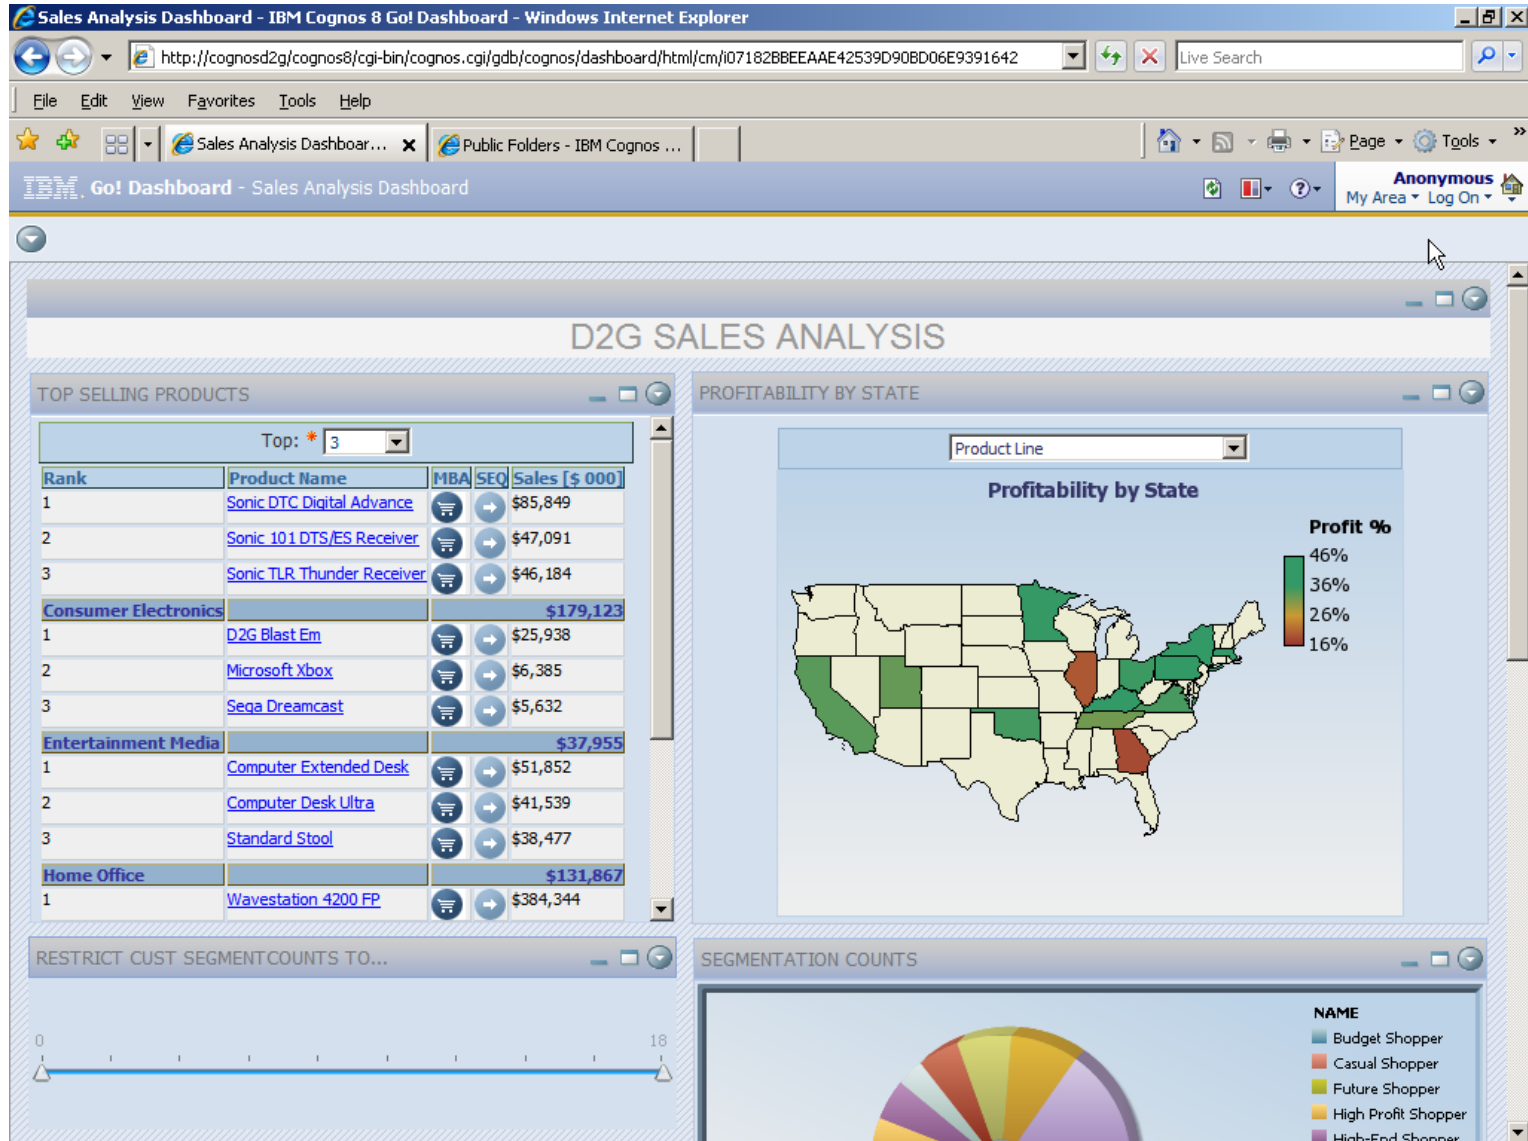 Sales Analysis Dashboard - IBM Cognos 8 Go! Dashboard - Windows Internet Explorer
http://cognosd2g/cognos8/cgi-bin/cognos.cgi/gdb/cognos/dashboard/html/cm/i07182BBEEAAE42539D90BD06E9391642
Live Search
File Edit View Favorites Tools Help
Sales Analysis Dashboar... Public Folders - IBM Cognos ...
Page Tools »
IBM. Go! Dashboard - Sales Analysis Dashboard
Anonymous
My Area Log On
D2G SALES ANALYSIS
TOP SELLING PRODUCTS
Top: * 3
Rank Product Name MBA SEQ Sales [$ 000]
1 Sonic DTC Digital Advance $85,849
2 Sonic 101 DTS/ES Receiver $47,091
3 Sonic TLR Thunder Receiver $46,184
Consumer Electronics $179,123
1 D2G Blast Em $25,938
2 Microsoft Xbox $6,385
3 Sega Dreamcast $5,632
Entertainment Media $37,955
1 Computer Extended Desk $51,852
2 Computer Desk Ultra $41,539
3 Standard Stool $38,477
Home Office $131,867
1 Wavestation 4200 FP $384,344
PROFITABILITY BY STATE
Product Line
Profitability by State
Profit %
46%
36%
26%
16%
RESTRICT CUST SEGMENTCOUNTS TO...
0 18
SEGMENTATION COUNTS
NAME
Budget Shopper
Casual Shopper
Future Shopper
High Profit Shopper
High-End Shopper